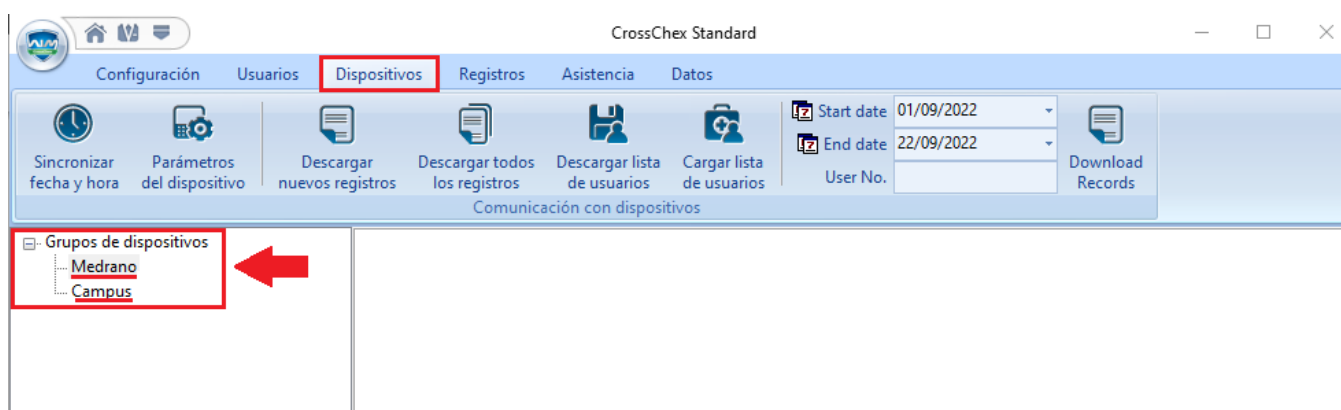 CrossChex Standard
Configuración Usuarios Dispositivos Registros Asistencia Datos
Sincronizar fecha y hora
Parámetros del dispositivo
Descargar nuevos registros
Descargar todos los registros
Descargar lista de usuarios
Cargar lista de usuarios
Start date 01/09/2022
End date 22/09/2022
User No.
Download Records
Comunicación con dispositivos
Grupos de dispositivos
Medrano
Campus